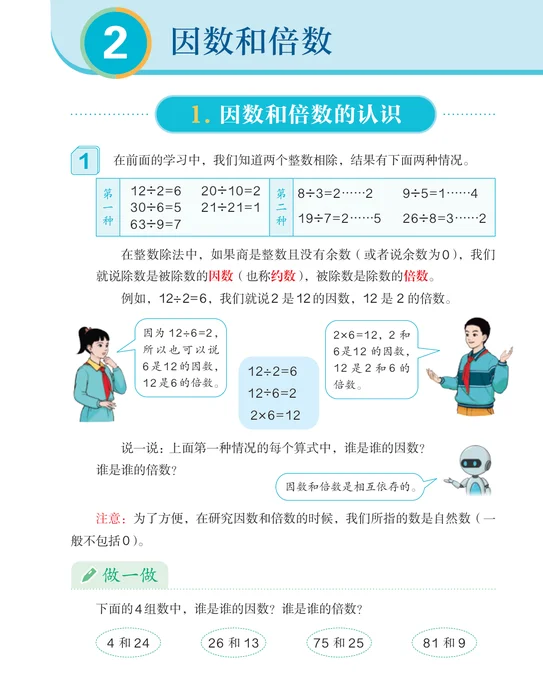 2
因数和倍数
1. 因数和倍数的认识
1
在前面的学习中，我们知道两个整数相除，结果有下面两种情况。
第一种
12÷2=6 20÷10=2
30÷6=5 21÷21=1
63÷9=7
第二种
8÷3=2……2 9÷5=1……4
19÷7=2……5 26÷8=3……2
在整数除法中，如果商是整数且没有余数（或者说余数为0），我们
就说除数是被除数的因数（也称约数），被除数是除数的倍数。
例如，12÷2=6，我们就说2是12的因数，12是2的倍数。
因为12÷6=2，
所以也可以说
6是12的因数，
12是6的倍数。
12÷2=6
12÷6=2
2×6=12
2×6=12，2和
6是12的因数，
12是2和6的
倍数。
说一说：上面第一种情况的每个算式中，谁是谁的因数？
谁是谁的倍数？
因数和倍数是相互依存的。
注意：为了方便，在研究因数和倍数的时候，我们所指的数是自然数（一
般不包括0）。
做一做
下面的4组数中，谁是谁的因数？谁是谁的倍数？
4和24 26和13 75和25 81和9